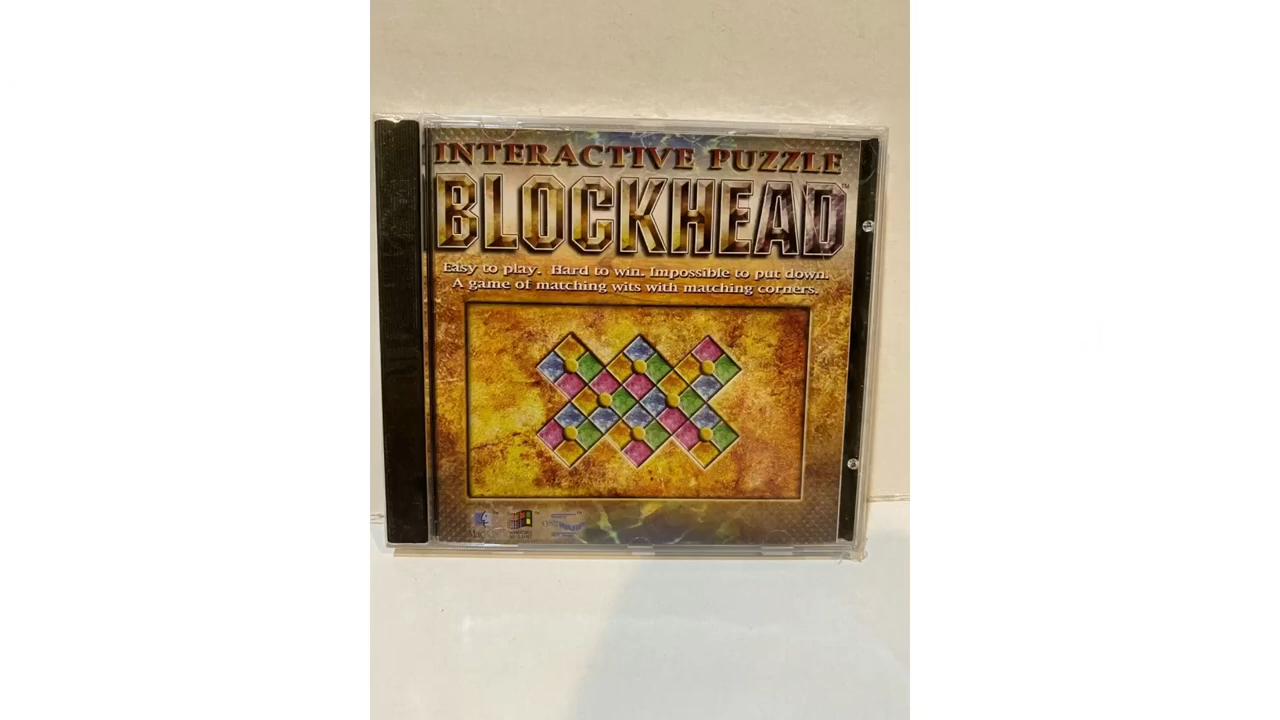 INTERACTIVE PUZZLE
BLOCKHEAD™
Easy to play. Hard to win. Impossible to put down.
A game of matching wits with matching corners.